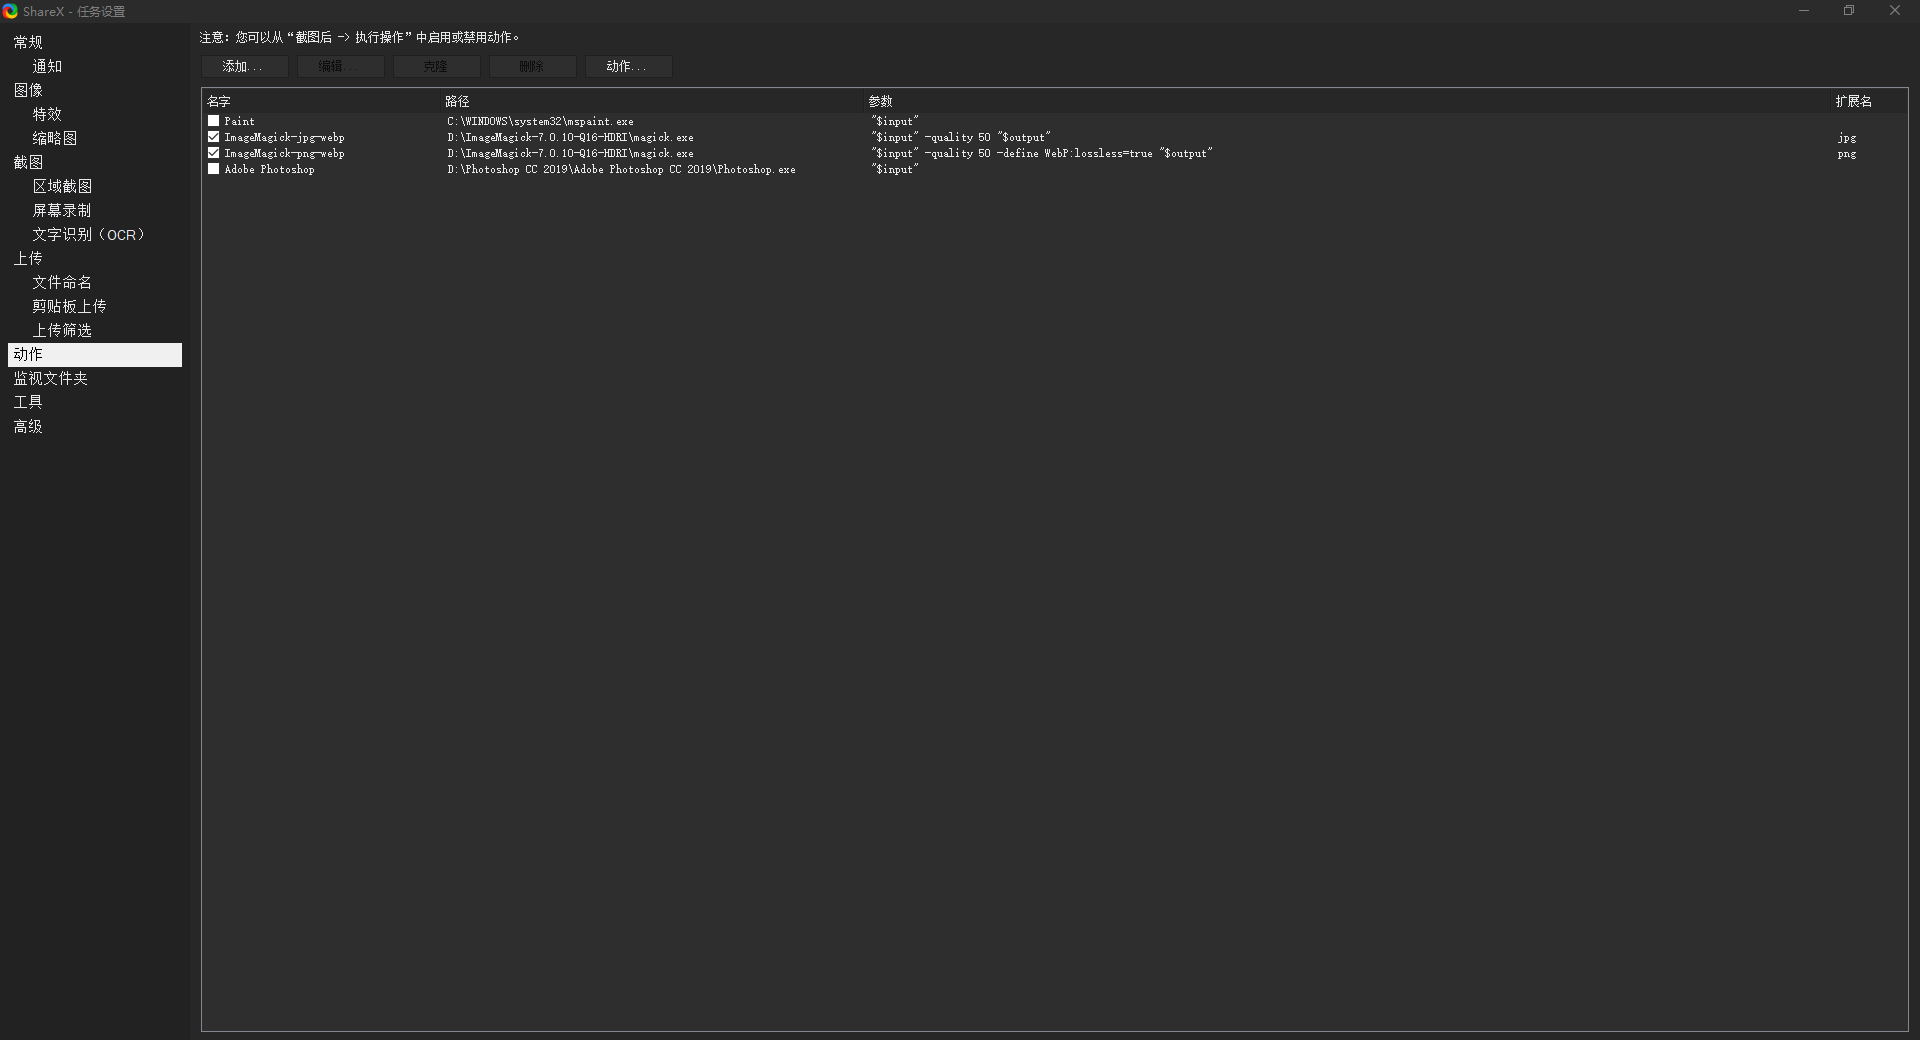 ShareX - 任务设置
常规
通知
图像
特效
缩略图
截图
区域截图
屏幕录制
文字识别（OCR）
上传
文件命名
剪贴板上传
上传筛选
动作
监视文件夹
工具
高级
注意：您可以从“截图后 -> 执行操作”中启用或禁用动作。
添加... 编辑... 克隆 删除 动作...
名字 路径 参数 扩展名
Paint C:\WINDOWS\system32\mspaint.exe "$input"
ImageMagick-jpg-webp D:\ImageMagick-7.0.10-Q16-HDRI\magick.exe "$input" -quality 50 "$output" jpg
ImageMagick-png-webp D:\ImageMagick-7.0.10-Q16-HDRI\magick.exe "$input" -quality 50 -define WebP:lossless=true "$output" png
Adobe Photoshop D:\Photoshop CC 2019\Adobe Photoshop CC 2019\Photoshop.exe "$input"